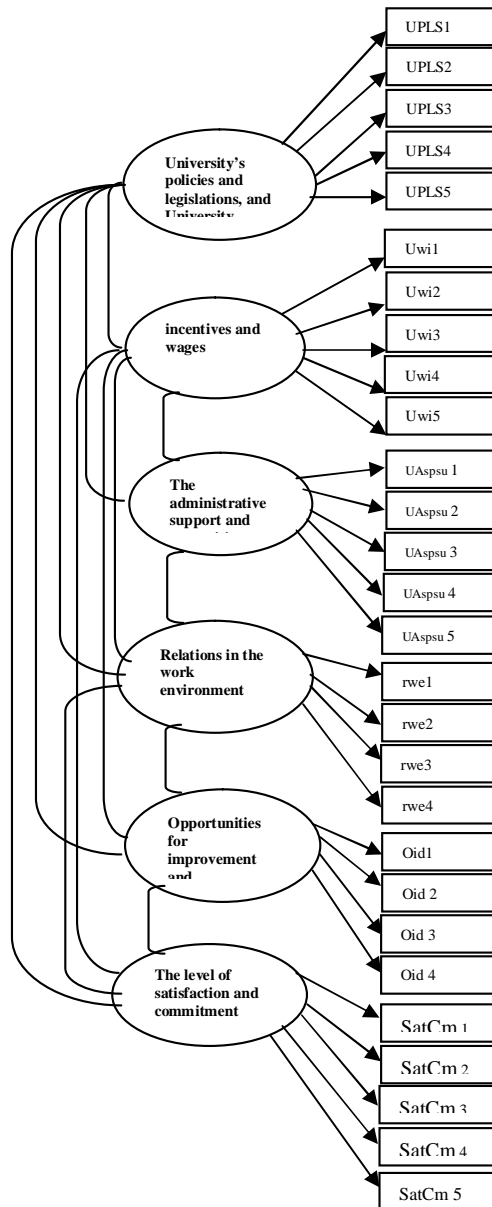 UPLS1
UPLS2
UPLS3
UPLS4
UPLS5
University's
policies and
legislations, and
University
Uwi1
Uwi2
Uwi3
Uwi4
Uwi5
incentives and
wages
UAspsu 1
UAspsu 2
UAspsu 3
UAspsu 4
UAspsu 5
The
administrative
support and
rwe1
rwe2
rwe3
rwe4
Relations in the
work
environment
Oid1
Oid 2
Oid 3
Oid 4
Opportunities
for
improvement
and
SatCm 1
SatCm 2
SatCm 3
SatCm 4
SatCm 5
The level of
satisfaction and
commitment